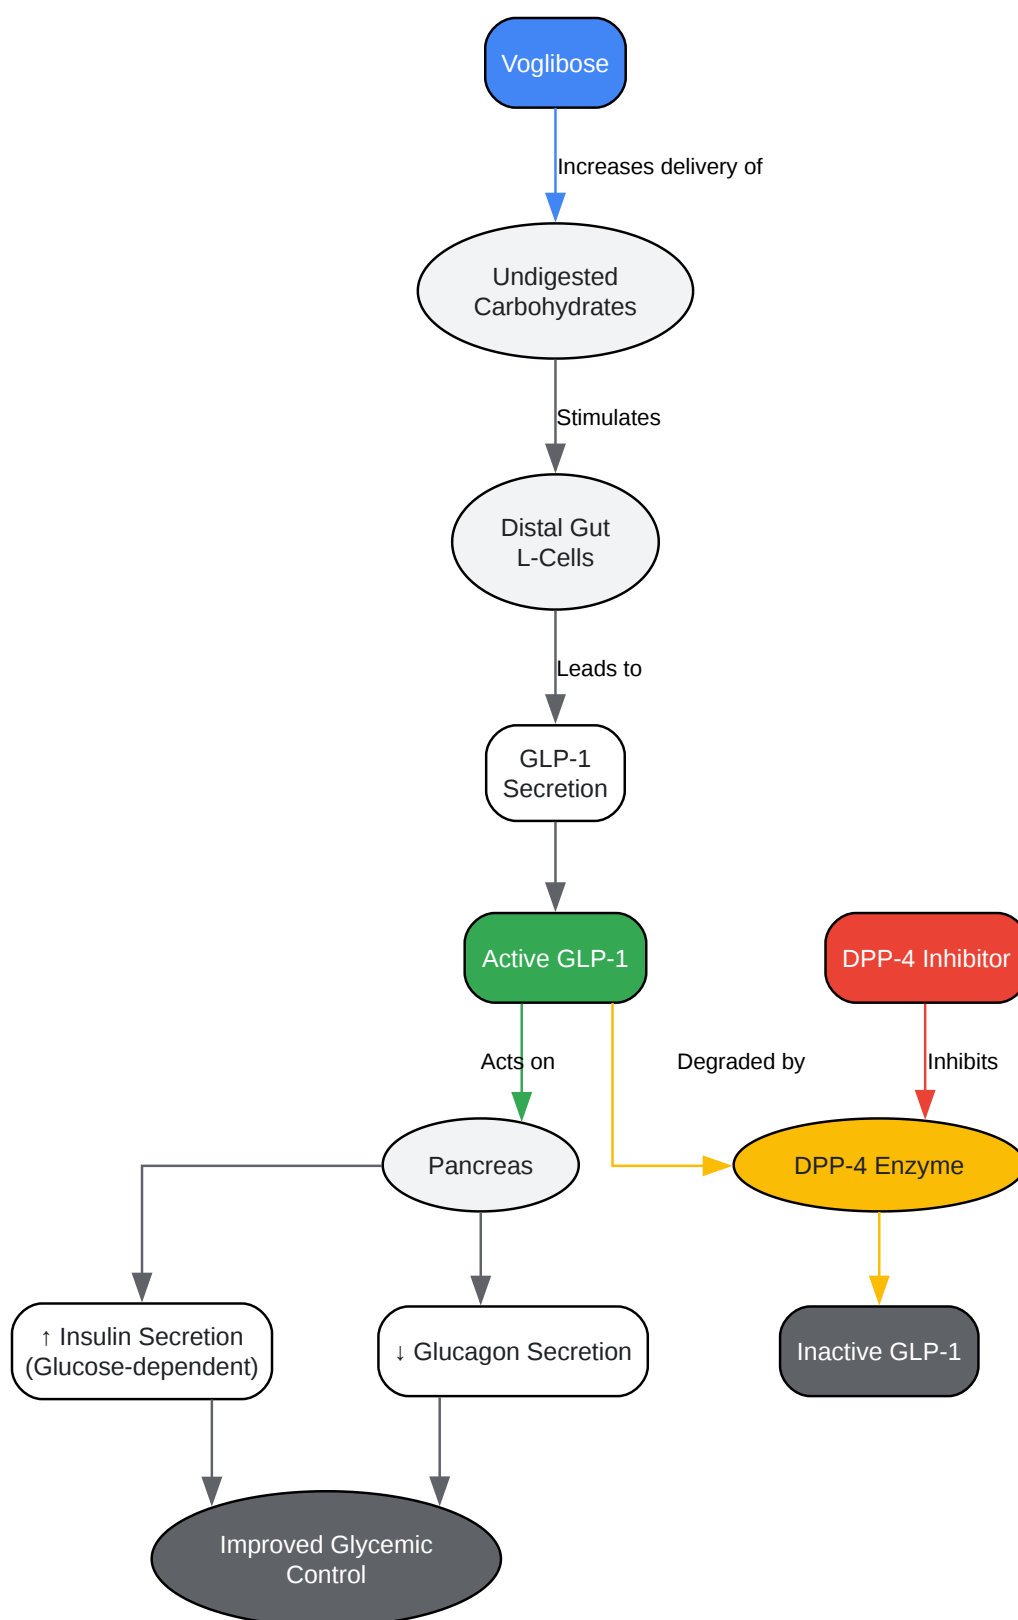 Voglibose
Increases delivery of
Undigested
Carbohydrates
Stimulates
Distal Gut
L-Cells
Leads to
GLP-1
Secretion
Active GLP-1
DPP-4 Inhibitor
Acts on
Degraded by
Inhibits
Pancreas
DPP-4 Enzyme
↑ Insulin Secretion
(Glucose-dependent)
↓ Glucagon Secretion
Inactive GLP-1
Improved Glycemic
Control